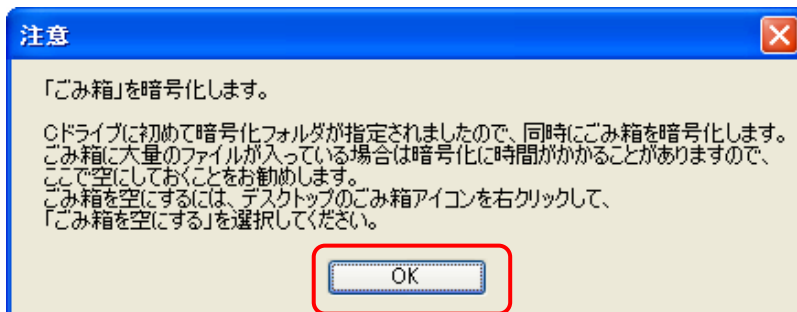 注意
「ごみ箱」を暗号化します。
Cドライブに初めて暗号化フォルダが指定されましたので、同時にごみ箱を暗号化します。
ごみ箱に大量のファイルが入っている場合は暗号化に時間がかかることがありますので、
ここで空にしておくことをお勧めします。
ごみ箱を空にするには、デスクトップのごみ箱アイコンを右クリックして、
「ごみ箱を空にする」を選択してください。
OK